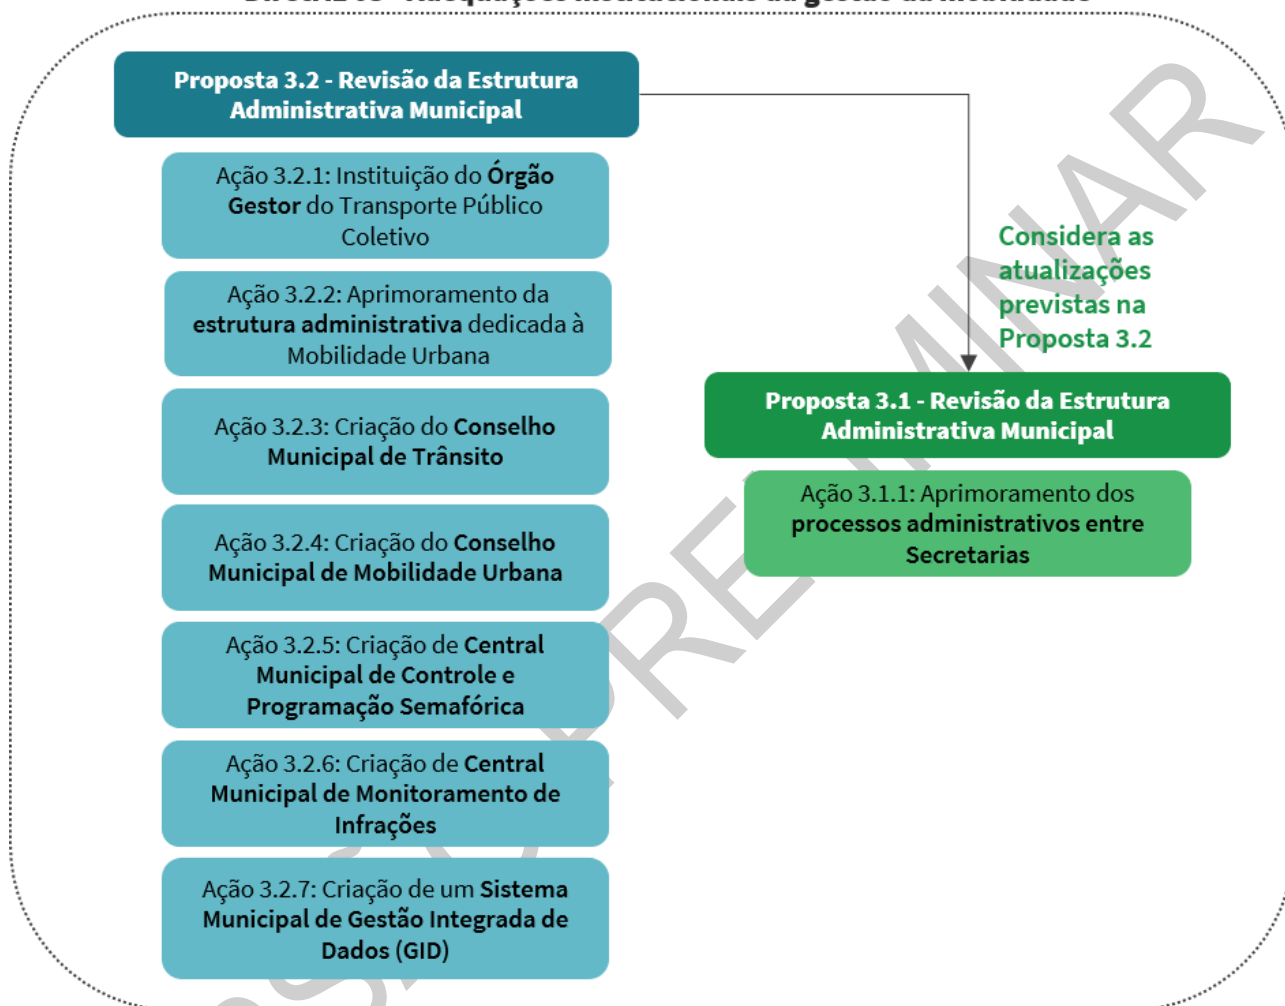 Proposta 3.2 - Revisão da Estrutura
Administrativa Municipal
Ação 3.2.1: Instituição do Órgão
Gestor do Transporte Público
Coletivo
Ação 3.2.2: Aprimoramento da
estrutura administrativa dedicada à
Mobilidade Urbana
Ação 3.2.3: Criação do Conselho
Municipal de Trânsito
Ação 3.2.4: Criação do Conselho
Municipal de Mobilidade Urbana
Ação 3.2.5: Criação de Central
Municipal de Controle e
Programação Semafórica
Ação 3.2.6: Criação de Central
Municipal de Monitoramento de
Infrações
Ação 3.2.7: Criação de um Sistema
Municipal de Gestão Integrada de
Dados (GID)
Considera as
atualizações
previstas na
Proposta 3.2
Proposta 3.1 - Revisão da Estrutura
Administrativa Municipal
Ação 3.1.1: Aprimoramento dos
processos administrativos entre
Secretarias